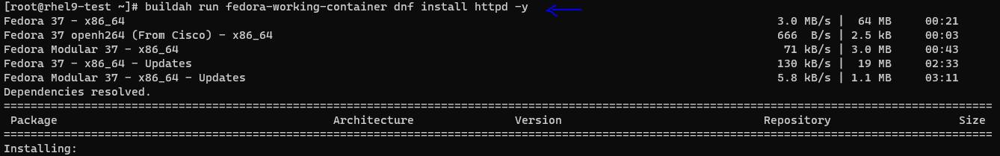 [root@rhel9-test ~]# buildah run fedora-working-container dnf install httpd -y
Fedora 37 - x86_64 3.0 MB/s | 64 MB 00:21
Fedora 37 openh264 (From Cisco) - x86_64 666 B/s | 2.5 kB 00:03
Fedora Modular 37 - x86_64 71 kB/s | 3.0 MB 00:43
Fedora 37 - x86_64 - Updates 130 kB/s | 19 MB 02:33
Fedora Modular 37 - x86_64 - Updates 5.8 kB/s | 1.1 MB 03:11
Dependencies resolved.
================================================================================
Package Architecture Version Repository Size
================================================================================
Installing: